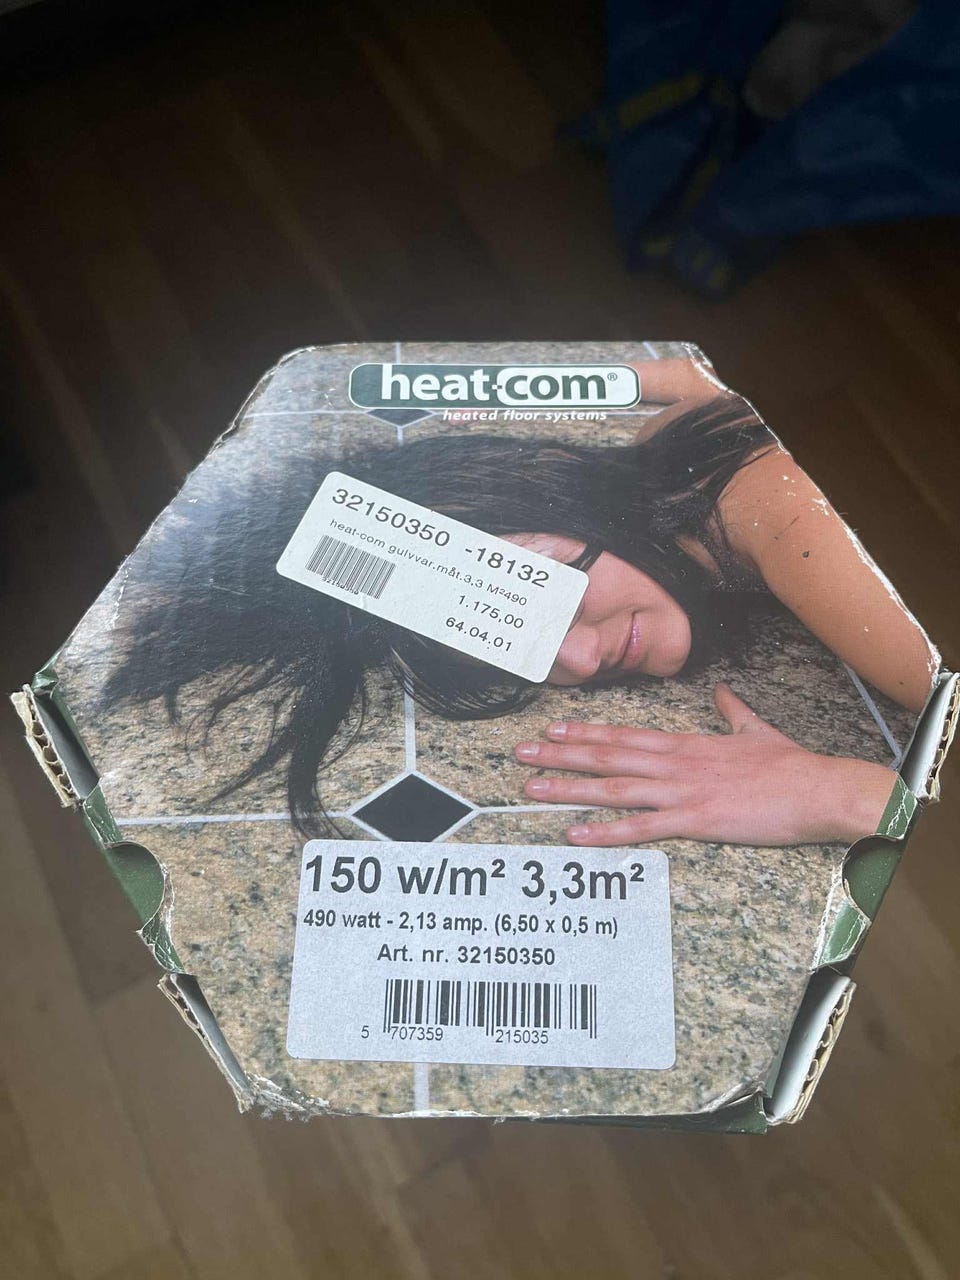 heat-com®
heated floor systems
32150350 -18132
heat-com gulvvar.måt.3,3 M²490
32150350
1.175,00
64.04.01
150 w/m² 3,3m²
490 watt - 2,13 amp. (6,50 x 0,5 m)
Art. nr. 32150350
5 707359 215035